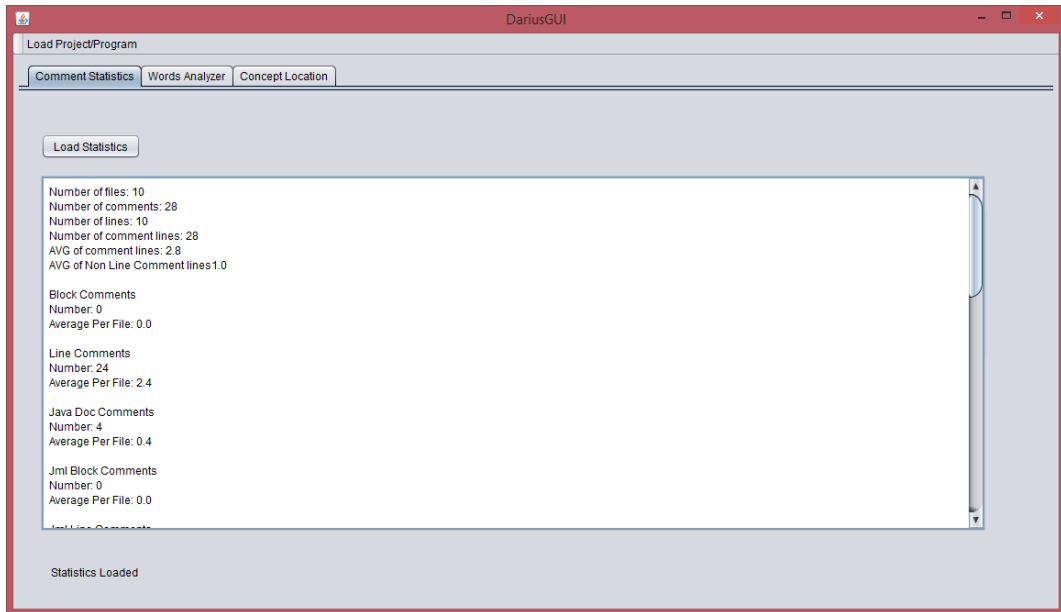 DariusGUI
Load Project/Program
Comment Statistics
Words Analyzer
Concept Location
Load Statistics
Number of files: 10
Number of comments: 28
Number of lines: 10
Number of comment lines: 28
AVG of comment lines: 2.8
AVG of Non Line Comment lines1.0
Block Comments
Number: 0
Average Per File: 0.0
Line Comments
Number: 24
Average Per File: 2.4
Java Doc Comments
Number: 4
Average Per File: 0.4
Jml Block Comments
Number: 0
Average Per File: 0.0
Jml Line Comments
Statistics Loaded